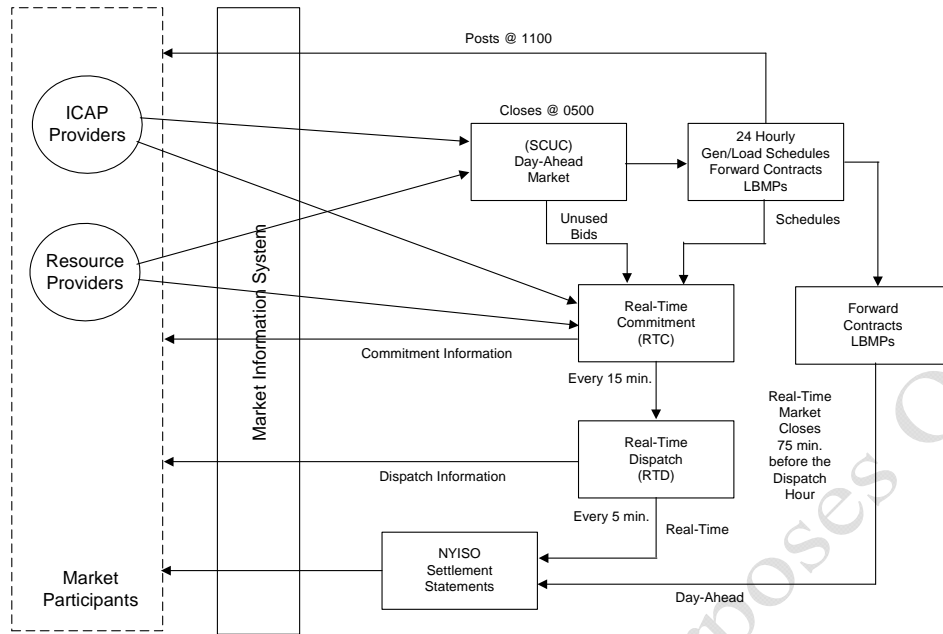 Posts @ 1100
ICAP
Providers
Closes @ 0500
(SCUC)
Day-Ahead
Market
24 Hourly
Gen/Load Schedules
Forward Contracts
LBMPs
Unused
Bids
Schedules
Resource
Providers
Market Information System
Real-Time
Commitment
(RTC)
Forward
Contracts
LBMPs
Commitment Information
Every 15 min.
Real-Time
Market
Closes
75 min.
before the
Dispatch
Hour
Real-Time
Dispatch
(RTD)
Dispatch Information
Every 5 min.
Real-Time
NYISO
Settlement
Statements
Market
Participants
Day-Ahead